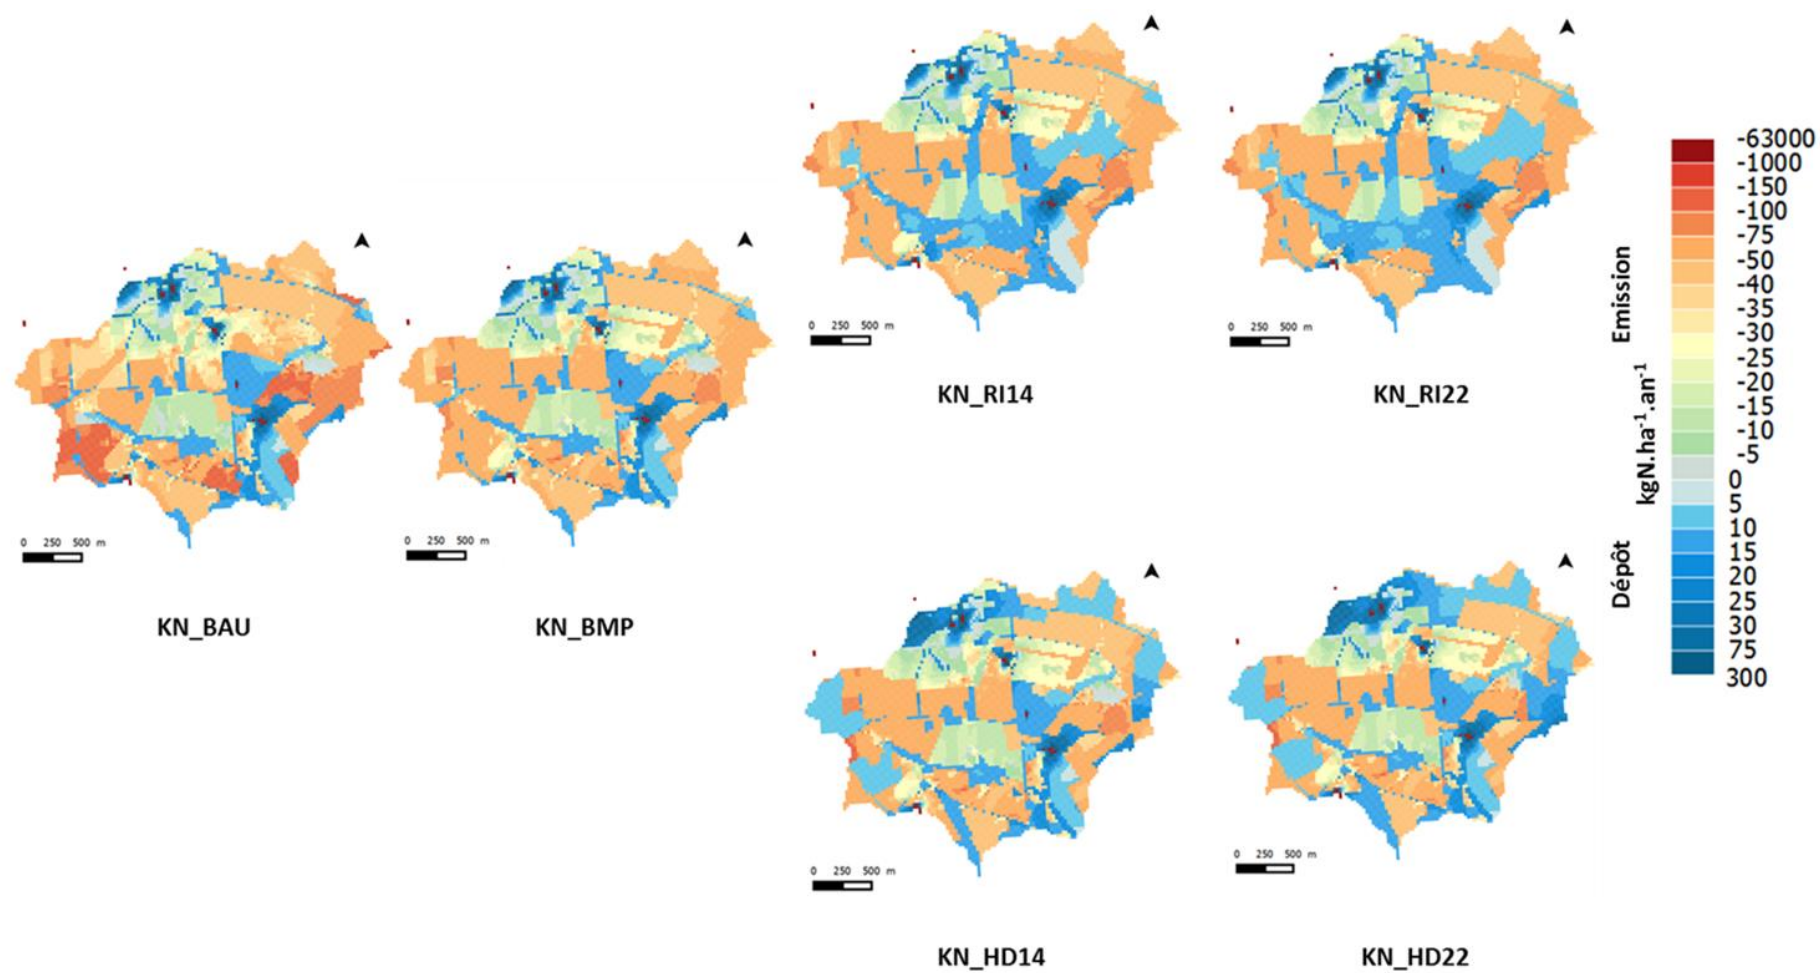 0 250 500 m
KN_RI14
0 250 500 m
KN_RI22
0 250 500 m
KN_BAU
0 250 500 m
KN_BMP
0 250 500 m
KN_HD14
0 250 500 m
KN_HD22
Emission
kgN.ha⁻¹.an⁻¹
Dépôt
-63000
-1000
-150
-100
-75
-50
-40
-35
-30
-25
-20
-15
-10
-5
0
5
10
15
20
25
30
75
300